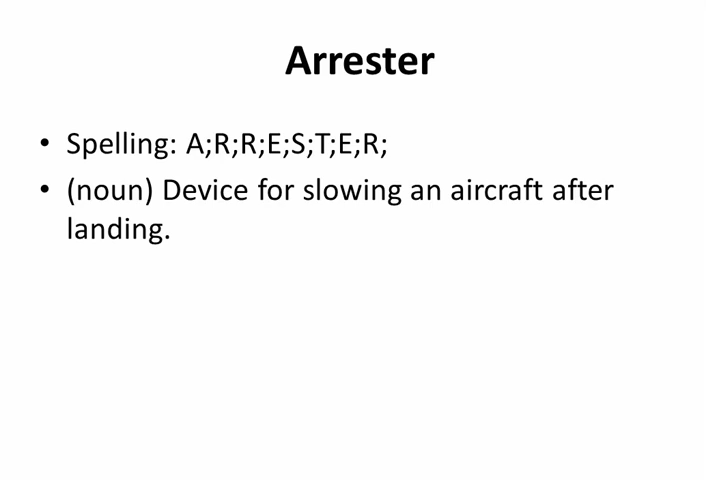 Arrester
• Spelling: A;R;R;E;S;T;E;R;
• (noun) Device for slowing an aircraft after
landing.